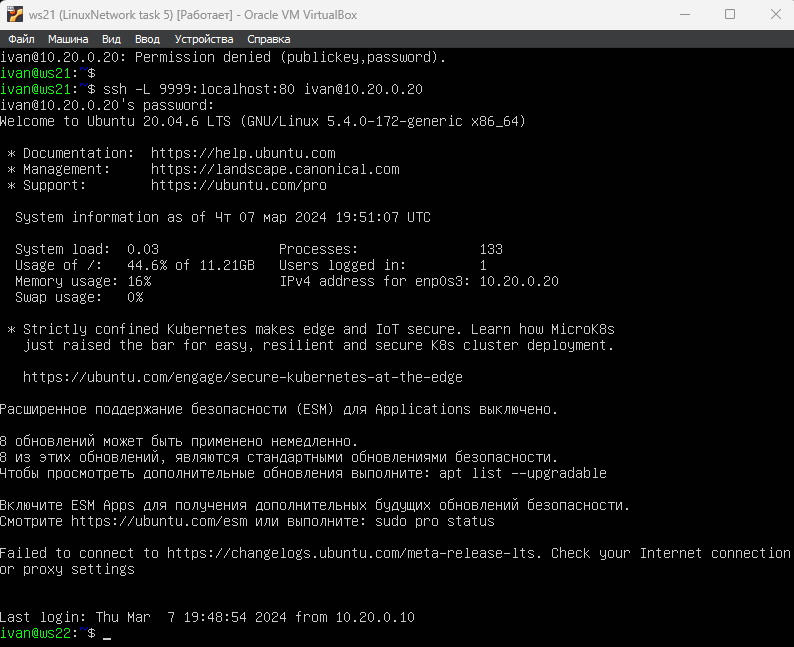 ws21 (LinuxNetwork task 5) [Работает] - Oracle VM VirtualBox
Файл Машина Вид Ввод Устройства Справка
ivan@10.20.0.20: Permission denied (publickey,password).
ivan@ws21:~$
ivan@ws21:~$ ssh -L 9999:localhost:80 ivan@10.20.0.20
ivan@10.20.0.20's password:
Welcome to Ubuntu 20.04.6 LTS (GNU/Linux 5.4.0-172-generic x86_64)
* Documentation: https://help.ubuntu.com
* Management: https://landscape.canonical.com
* Support: https://ubuntu.com/pro
System information as of Чт 07 мар 2024 19:51:07 UTC
System load: 0.03 Processes: 133
Usage of /: 44.6% of 11.21GB Users logged in: 1
Memory usage: 16% IPv4 address for enp0s3: 10.20.0.20
Swap usage: 0%
* Strictly confined Kubernetes makes edge and IoT secure. Learn how MicroK8s
just raised the bar for easy, resilient and secure K8s cluster deployment.
https://ubuntu.com/engage/secure-kubernetes-at-the-edge
Расширенное поддержание безопасности (ESM) для Applications выключено.
8 обновлений может быть применено немедленно.
8 из этих обновлений, являются стандартными обновлениями безопасности.
Чтобы просмотреть дополнительные обновления выполните: apt list --upgradable
Включите ESM Apps для получения дополнительных будущих обновлений безопасности.
Смотрите https://ubuntu.com/esm или выполните: sudo pro status
Failed to connect to https://changelogs.ubuntu.com/meta-release-lts. Check your Internet connection
or proxy settings
Last login: Thu Mar  7 19:48:54 2024 from 10.20.0.10
ivan@ws22:~$ _